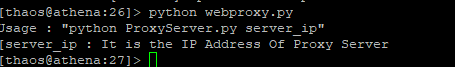 [thaos@athena:26]> python webproxy.py
Usage : "python ProxyServer.py server_ip"
[server_ip : It is the IP Address Of Proxy Server
[thaos@athena:27]>